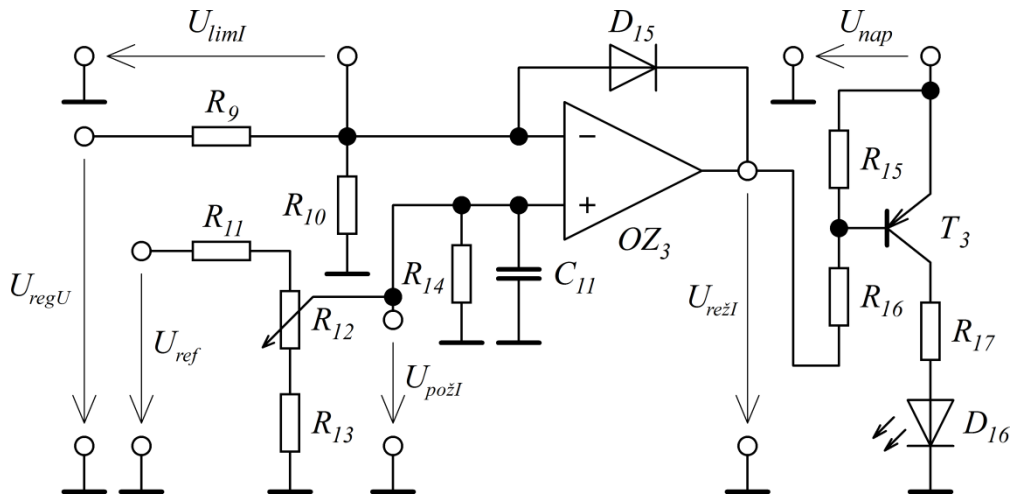 U_limI
D_15
U_nap
R_9
−
R_15
R_10
+
R_11
OZ_3
T_3
R_14
C_11
U_regU
R_12
U_režI
R_16
U_ref
R_17
U_požI
R_13
D_16